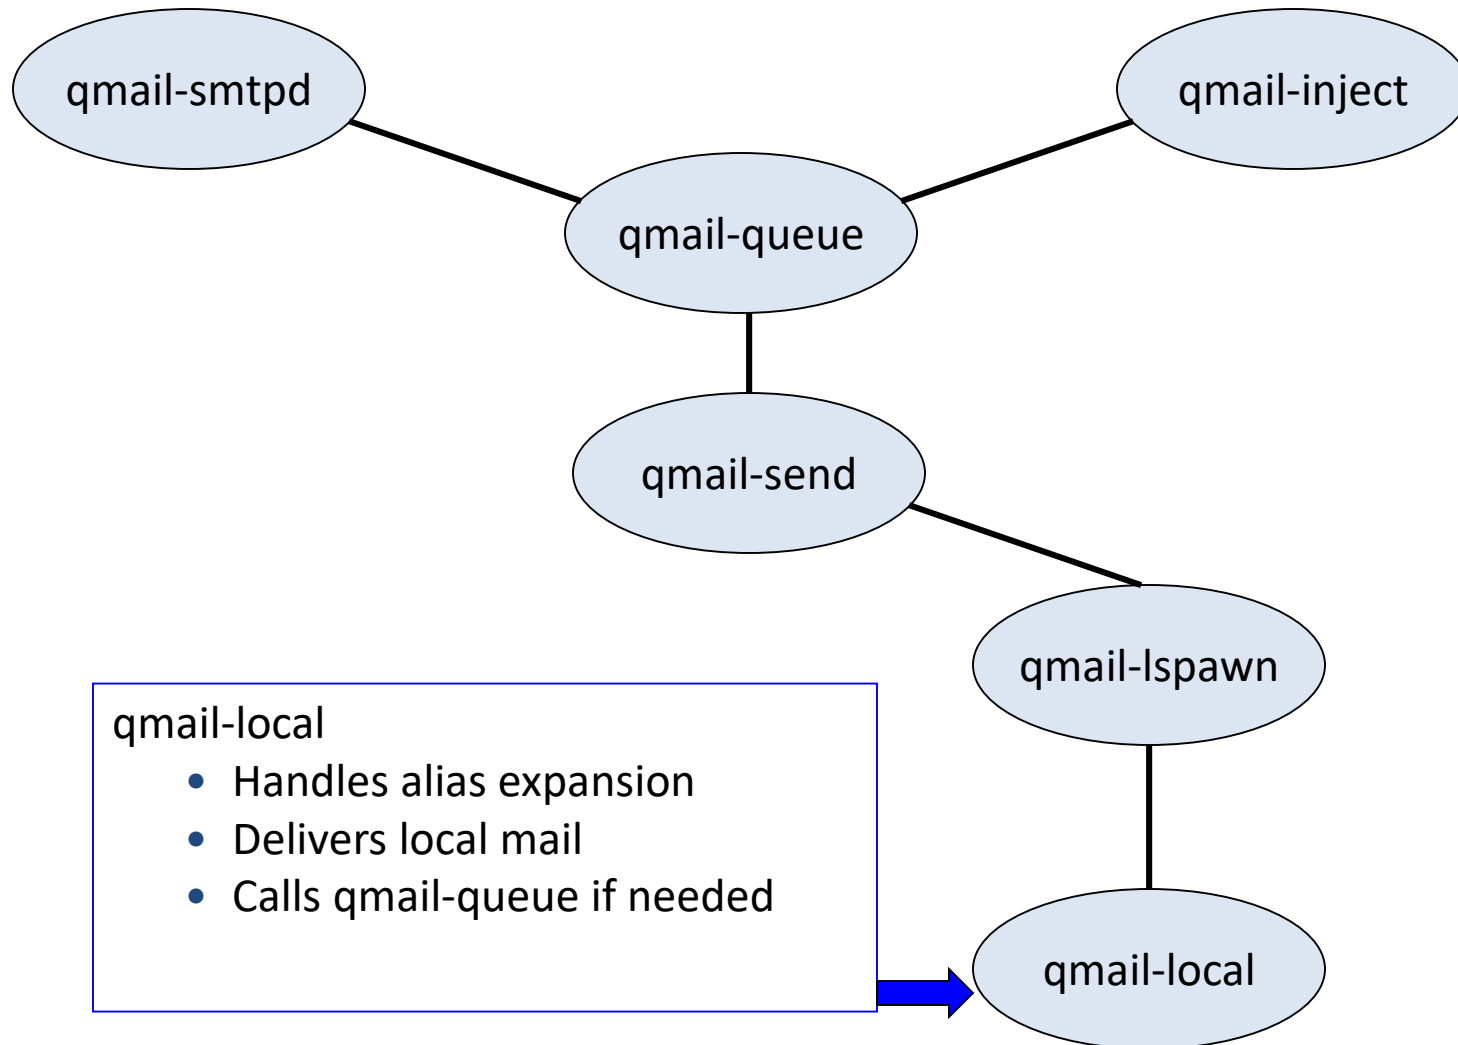 qmail-smtpd
qmail-inject
qmail-queue
qmail-send
qmail-lspawn
qmail-local
• Handles alias expansion
• Delivers local mail
• Calls qmail-queue if needed
qmail-local